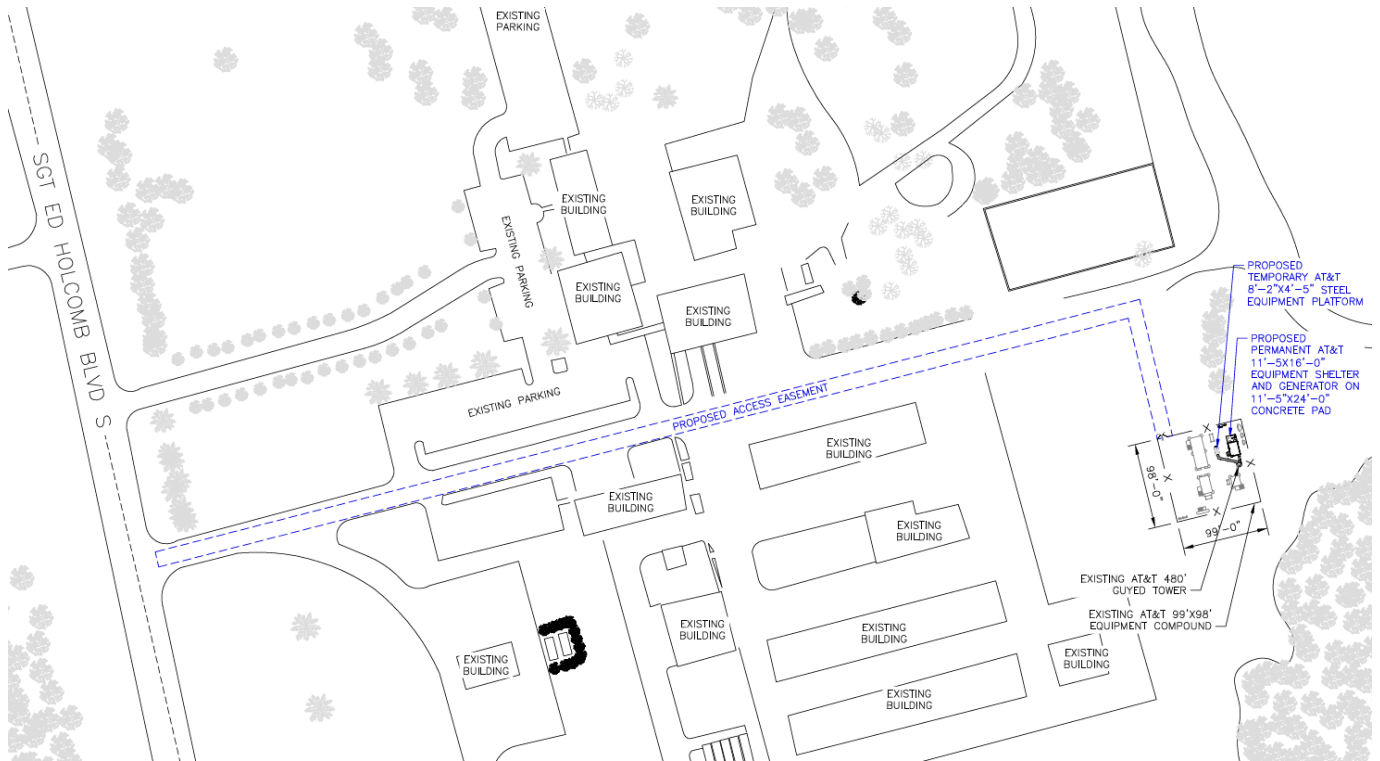 EXISTING
PARKING
SGT ED HOLCOMB BLVD S
EXISTING
BUILDING
EXISTING
BUILDING
EXISTING PARKING
EXISTING
BUILDING
EXISTING
BUILDING
PROPOSED
TEMPORARY AT&T
8'-2"X4'-5" STEEL
EQUIPMENT PLATFORM
PROPOSED
PERMANENT AT&T
11'-5X16'-0"
EQUIPMENT SHELTER
AND GENERATOR ON
11'-5"X24'-0"
CONCRETE PAD
EXISTING PARKING
PROPOSED ACCESS EASEMENT
EXISTING
BUILDING
98'-0"
EXISTING
BUILDING
EXISTING
BUILDING
99'-0"
EXISTING AT&T 480'
GUYED TOWER
EXISTING AT&T 99'X98'
EQUIPMENT COMPOUND
EXISTING
BUILDING
EXISTING
BUILDING
EXISTING
BUILDING
EXISTING
BUILDING
EXISTING
BUILDING